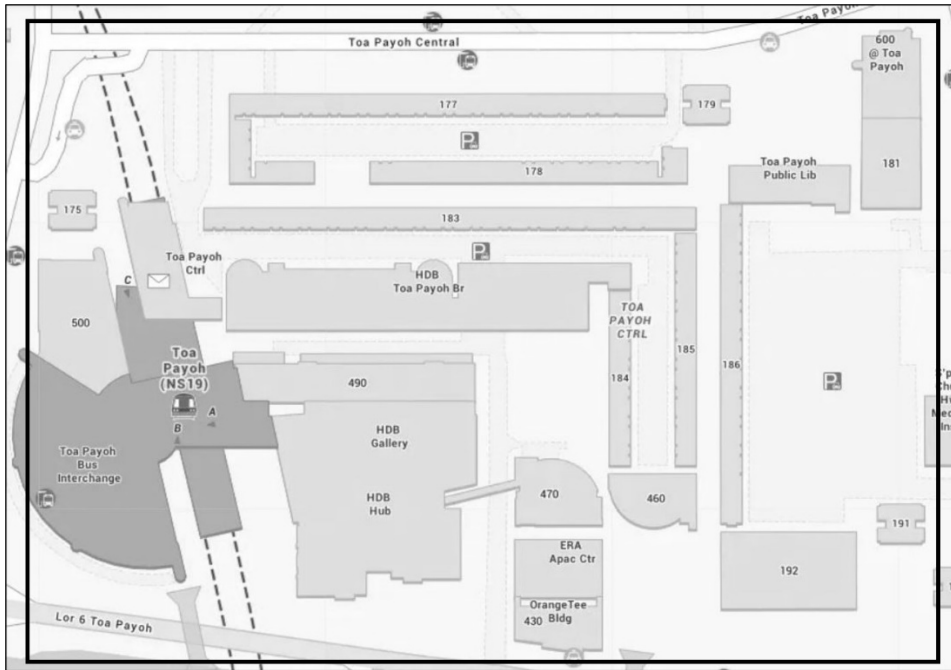 Toa Payoh Central
Toa Payoh
600
@ Toa
Payoh
177
179
178
181
Toa Payoh
Public Lib
175
183
Toa Payoh
Ctrl
C
HDB
Toa Payoh Br
TOA
PAYOH
CTRL
500
184
185
186
Toa
Payoh
(NS19)
490
A
B
HDB
Gallery
Toa Payoh
Bus
Interchange
HDB
Hub
470
460
191
ERA
Apac Ctr
192
OrangeTee
Bldg
430
Lor 6 Toa Payoh